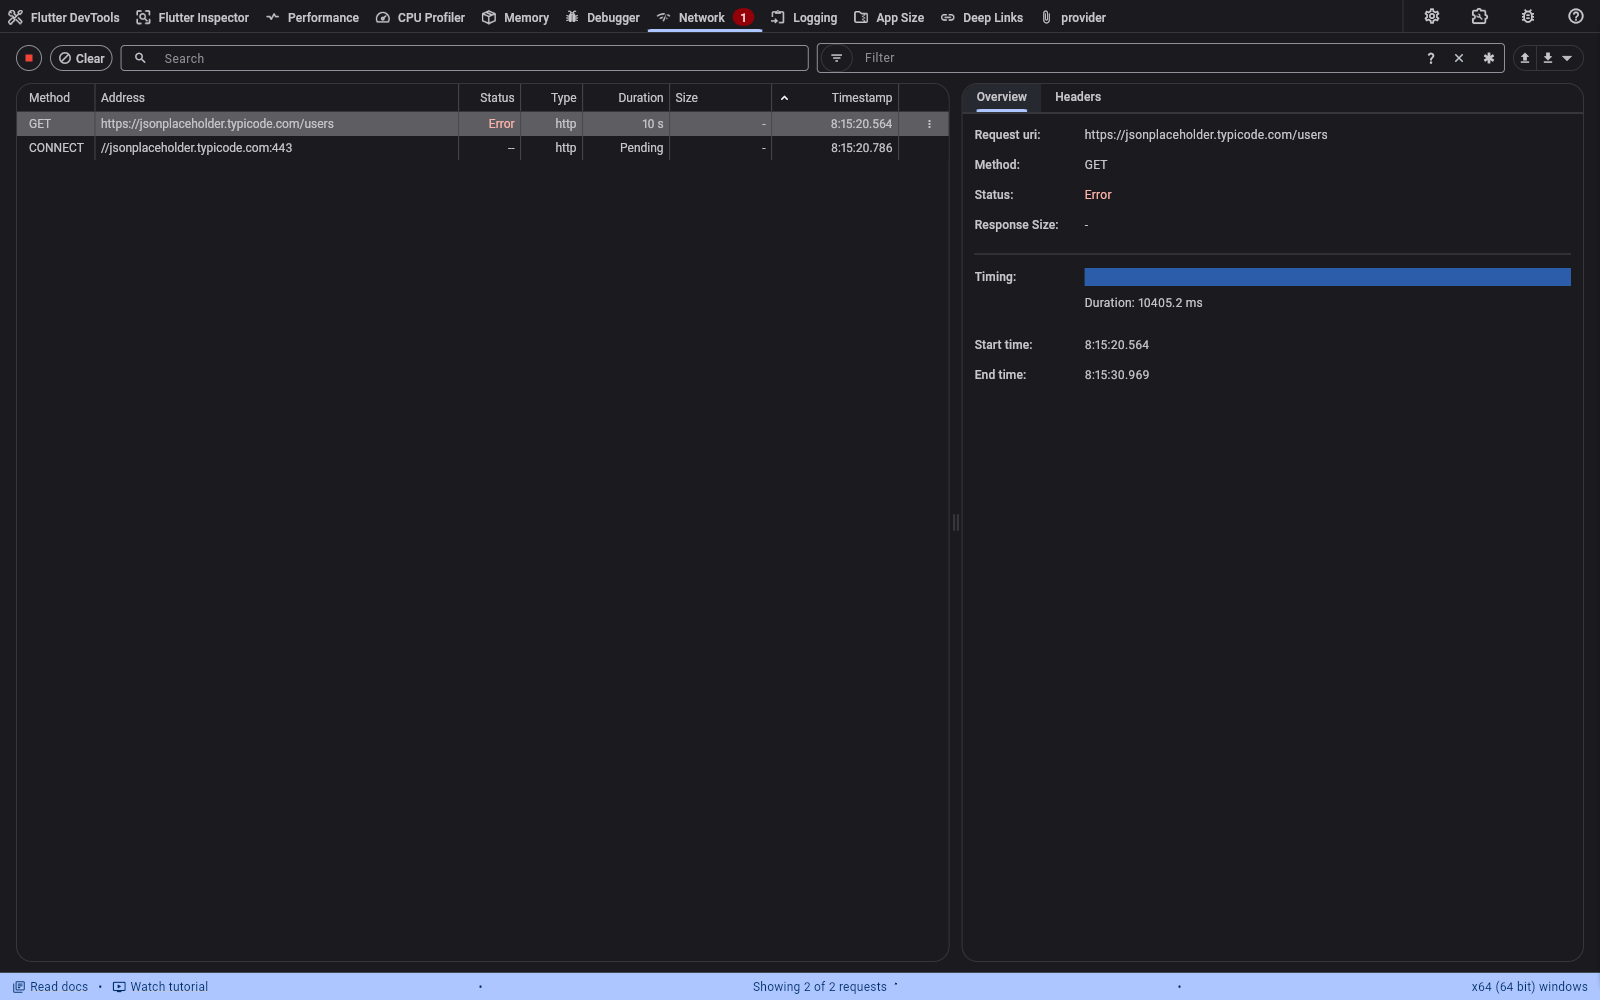 Flutter DevTools Flutter Inspector Performance CPU Profiler Memory Debugger Network 1 Logging App Size Deep Links provider
Clear Search Filter ?
Method Address Status Type Duration Size Timestamp
GET https://jsonplaceholder.typicode.com/users Error http 10 s - 8:15:20.564
CONNECT //jsonplaceholder.typicode.com:443 -- http Pending - 8:15:20.786
Overview Headers
Request uri: https://jsonplaceholder.typicode.com/users
Method: GET
Status: Error
Response Size: -
Timing:
Duration: 10405.2 ms
Start time: 8:15:20.564
End time: 8:15:30.969
Read docs • Watch tutorial • Showing 2 of 2 requests • • x64 (64 bit) windows